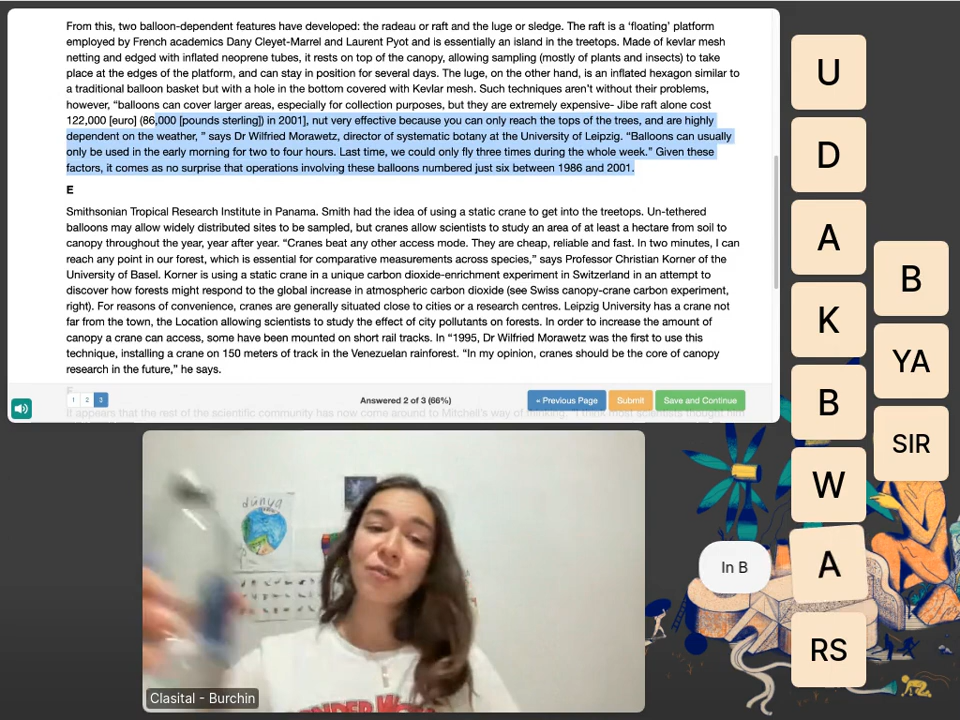 From this, two balloon-dependent features have developed: the radeau or raft and the luge or sledge. The raft is a ‘floating’ platform
employed by French academics Dany Cleyet-Marrel and Laurent Pyot and is essentially an island in the treetops. Made of kevlar mesh
netting and edged with inflated neoprene tubes, it rests on top of the canopy, allowing sampling (mostly of plants and insects) to take
place at the edges of the platform, and can stay in position for several days. The luge, on the other hand, is an inflated hexagon similar to
a traditional balloon basket but with a hole in the bottom covered with Kevlar mesh. Such techniques aren’t without their problems,
however, “balloons can cover larger areas, especially for collection purposes, but they are extremely expensive- Jibe raft alone cost
122,000 [euro] (86,000 [pounds sterling]) in 2001], nut very effective because you can only reach the tops of the trees, and are highly
dependent on the weather, ” says Dr Wilfried Morawetz, director of systematic botany at the University of Leipzig. “Balloons can usually
only be used in the early morning for two to four hours. Last time, we could only fly three times during the whole week.” Given these
factors, it comes as no surprise that operations involving these balloons numbered just six between 1986 and 2001.
E
Smithsonian Tropical Research Institute in Panama. Smith had the idea of using a static crane to get into the treetops. Un-tethered
balloons may allow widely distributed sites to be sampled, but cranes allow scientists to study an area of at least a hectare from soil to
canopy throughout the year, year after year. “Cranes beat any other access mode. They are cheap, reliable and fast. In two minutes, I can
reach any point in our forest, which is essential for comparative measurements across species,” says Professor Christian Korner of the
University of Basel. Korner is using a static crane in a unique carbon dioxide-enrichment experiment in Switzerland in an attempt to
discover how forests might respond to the global increase in atmospheric carbon dioxide (see Swiss canopy-crane carbon experiment,
right). For reasons of convenience, cranes are generally situated close to cities or a research centres. Leipzig University has a crane not
far from the town, the Location allowing scientists to study the effect of city pollutants on forests. In order to increase the amount of
canopy a crane can access, some have been mounted on short rail tracks. In “1995, Dr Wilfried Morawetz was the first to use this
technique, installing a crane on 150 meters of track in the Venezuelan rainforest. “In my opinion, cranes should be the core of canopy
research in the future,” he says.
F
1 2 3
Answered 2 of 3 (66%)
« Previous Page
Submit
Save and Continue
It appears that the rest of the scientific community has now come around to Mitchell's way of thinking. "I think most scientists thought him
dünya
Clasital - Burchin
In B
U
D
A
K
B
W
A
RS
B
YA
SIR